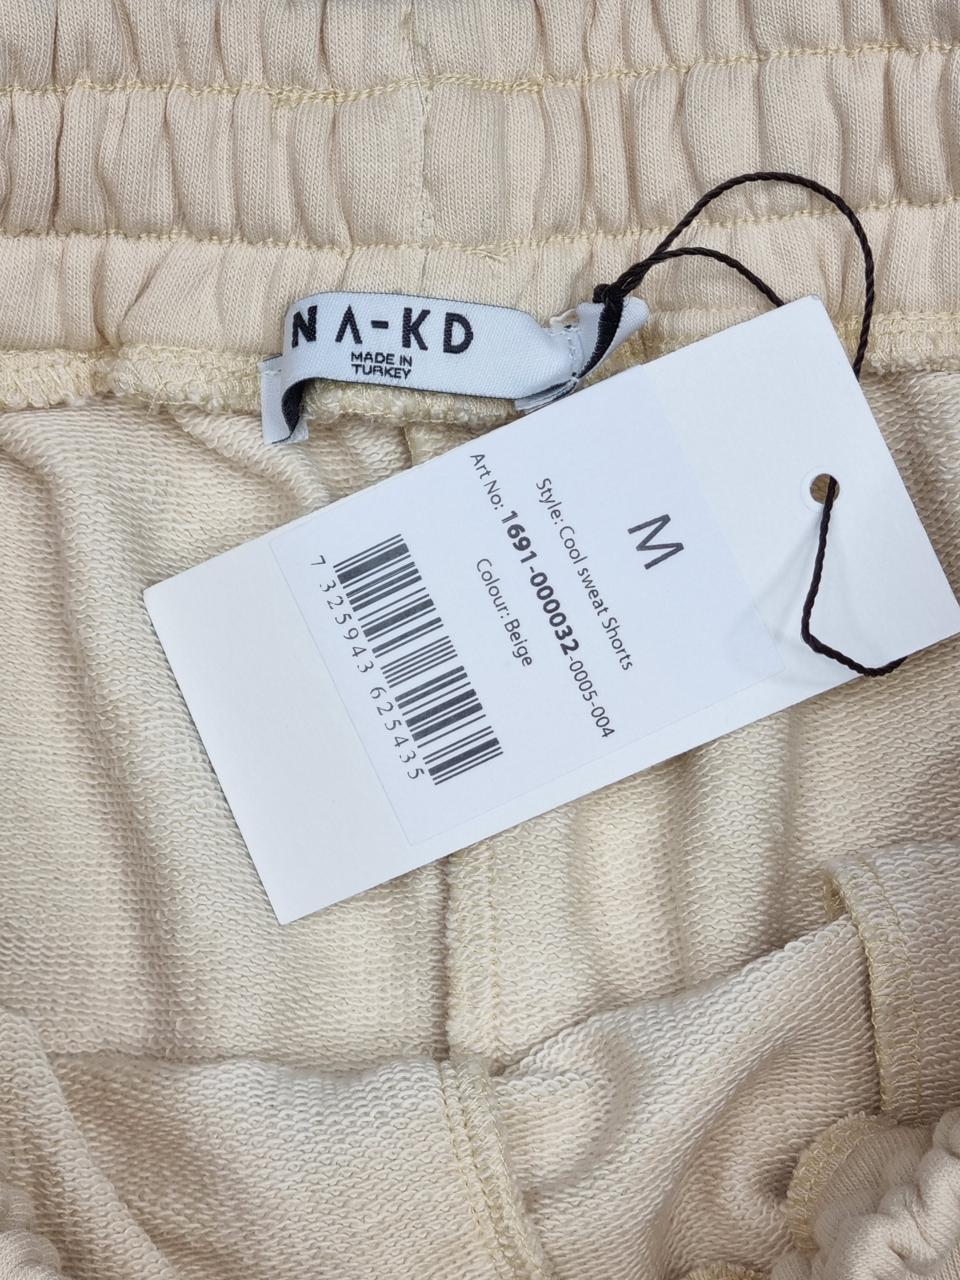 NA-KD
MADE IN
TURKEY
M
Style: Cool sweat Shorts
Art No: 1691-000032-0005-004
Colour: Beige
7 325943 625435